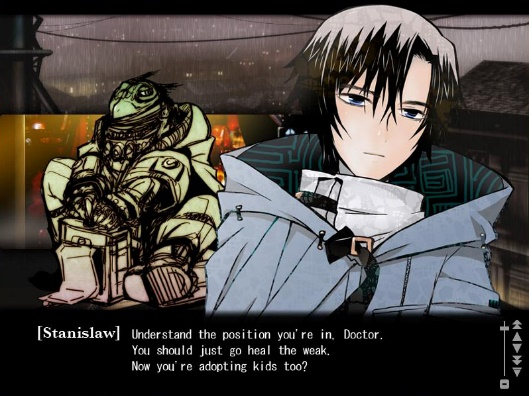 [Stanislaw] Understand the position you're in, Doctor.
You should just go heal the weak.
Now you're adopting kids too?